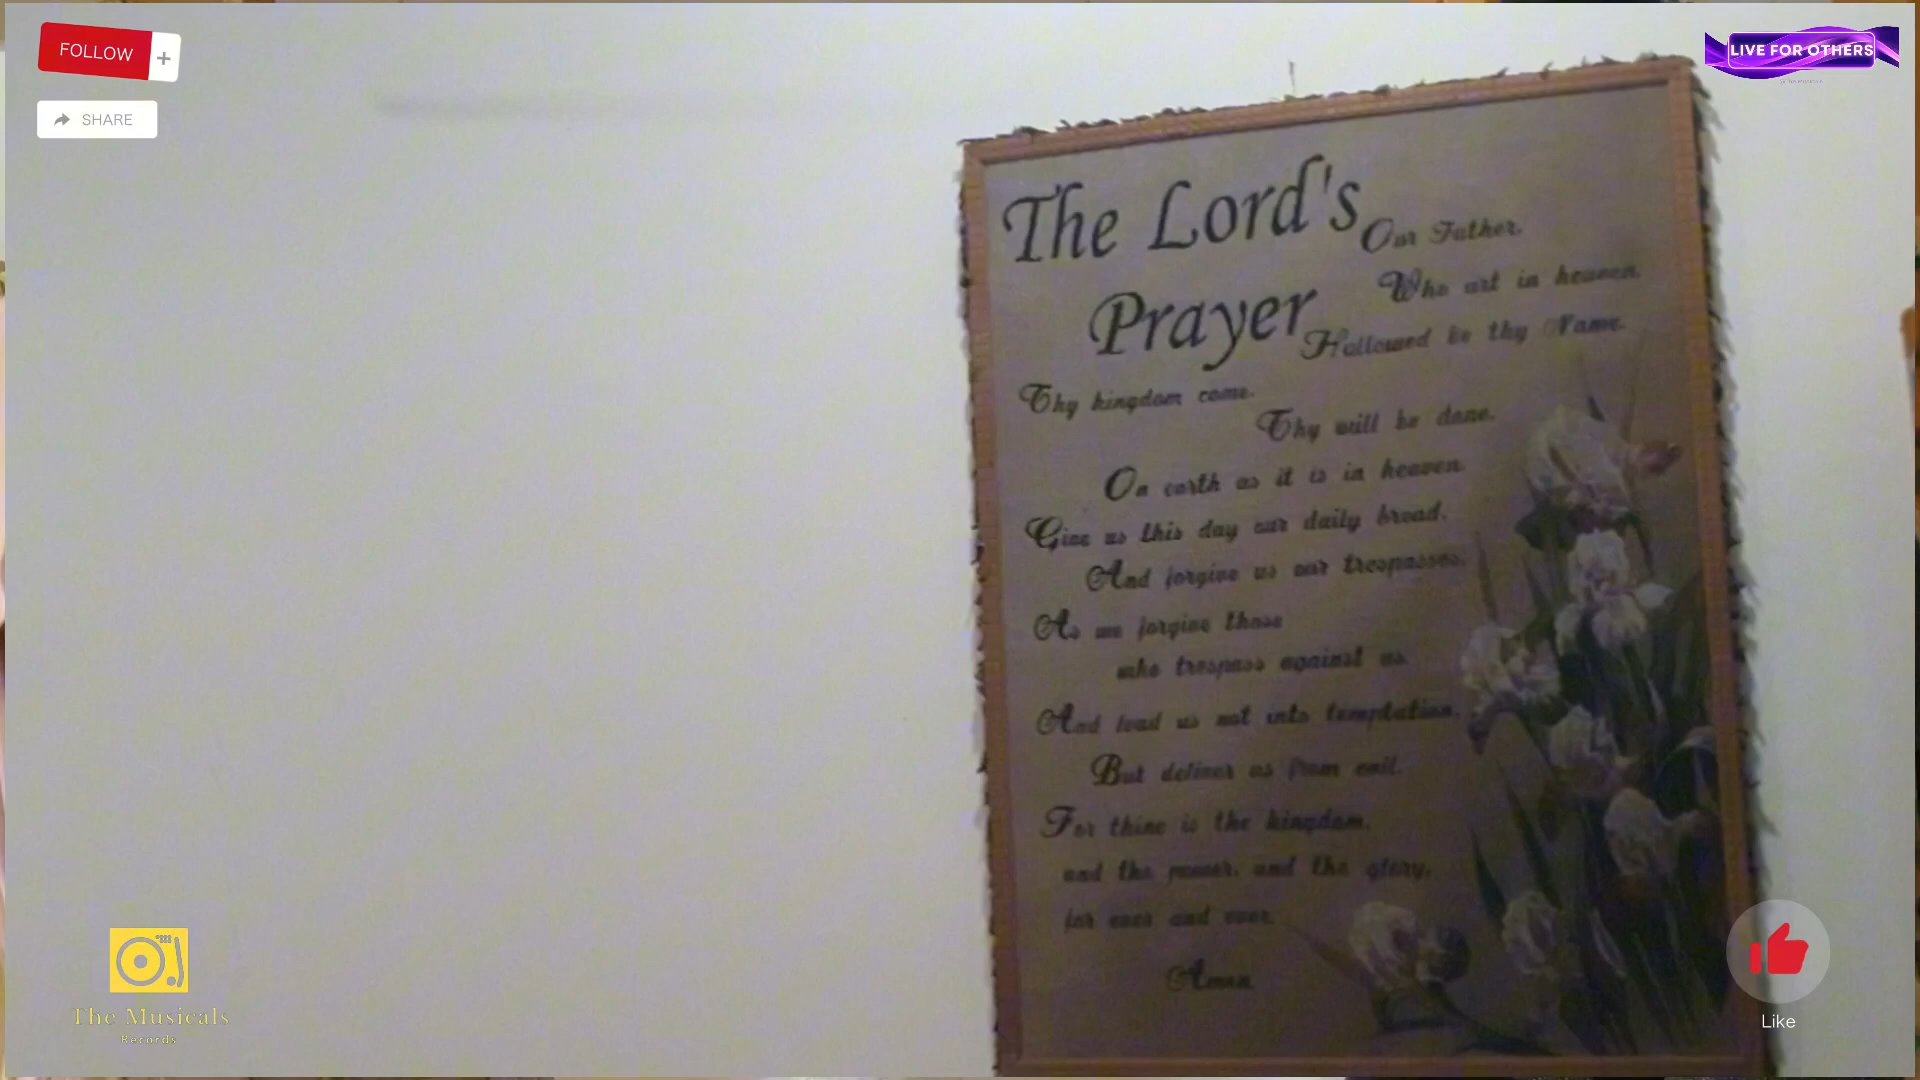 FOLLOW +
SHARE
LIVE FOR OTHERS
The Lord's
Prayer
Our Father,
Who art in heaven,
Hallowed be thy Name.
Thy kingdom come.
Thy will be done,
On earth as it is in heaven.
Give us this day our daily bread.
And forgive us our trespasses,
As we forgive those
who trespass against us.
And lead us not into temptation,
But deliver us from evil.
For thine is the kingdom,
and the power, and the glory,
for ever and ever.
Amen.
The Musicals
Records
Like